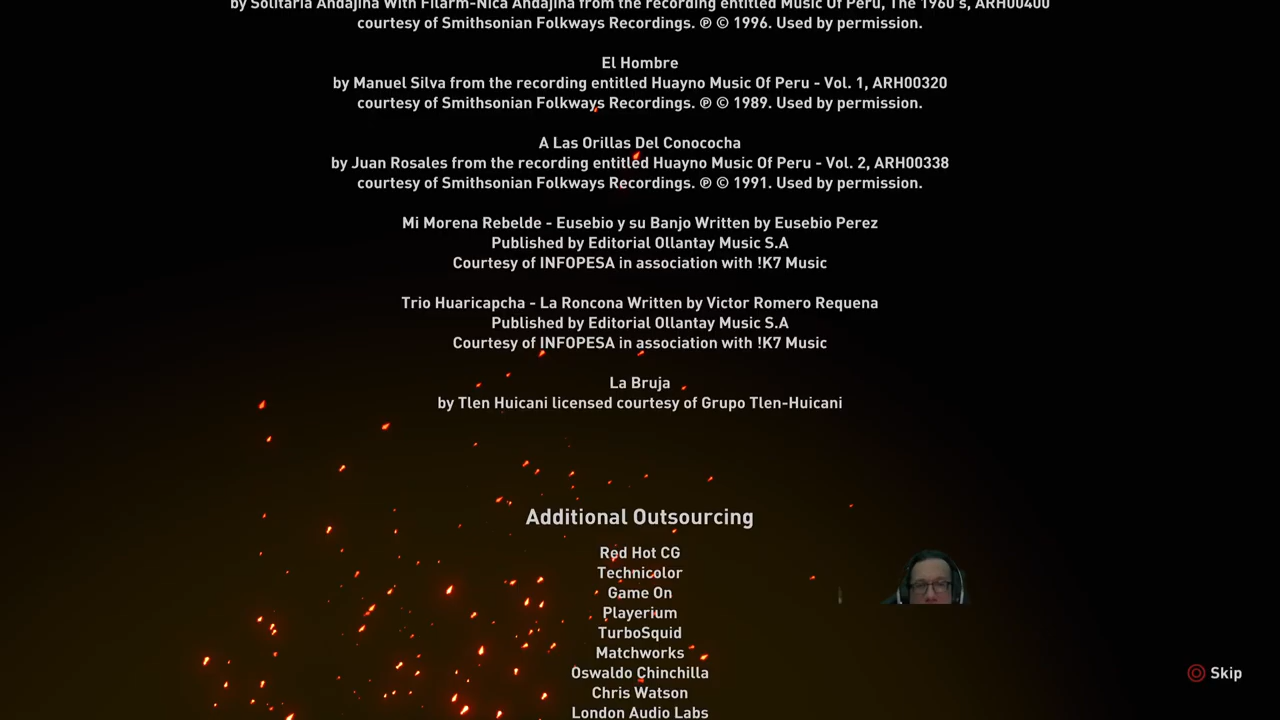 by Solitaria Andajina With Filarm-Nica Andajina from the recording entitled Music Of Peru, The 1960's, ARH00400
courtesy of Smithsonian Folkways Recordings. ℗ © 1996. Used by permission.
El Hombre
by Manuel Silva from the recording entitled Huayno Music Of Peru - Vol. 1, ARH00320
courtesy of Smithsonian Folkways Recordings. ℗ © 1989. Used by permission.
A Las Orillas Del Conococha
by Juan Rosales from the recording entitled Huayno Music Of Peru - Vol. 2, ARH00338
courtesy of Smithsonian Folkways Recordings. ℗ © 1991. Used by permission.
Mi Morena Rebelde - Eusebio y su Banjo Written by Eusebio Perez
Published by Editorial Ollantay Music S.A
Courtesy of INFOPESA in association with !K7 Music
Trio Huaricapcha - La Roncona Written by Victor Romero Requena
Published by Editorial Ollantay Music S.A
Courtesy of INFOPESA in association with !K7 Music
La Bruja
by Tlen Huicani licensed courtesy of Grupo Tlen-Huicani
Additional Outsourcing
Red Hot CG
Technicolor
Game On
Playerium
TurboSquid
Matchworks
Oswaldo Chinchilla
Chris Watson
London Audio Labs
Skip